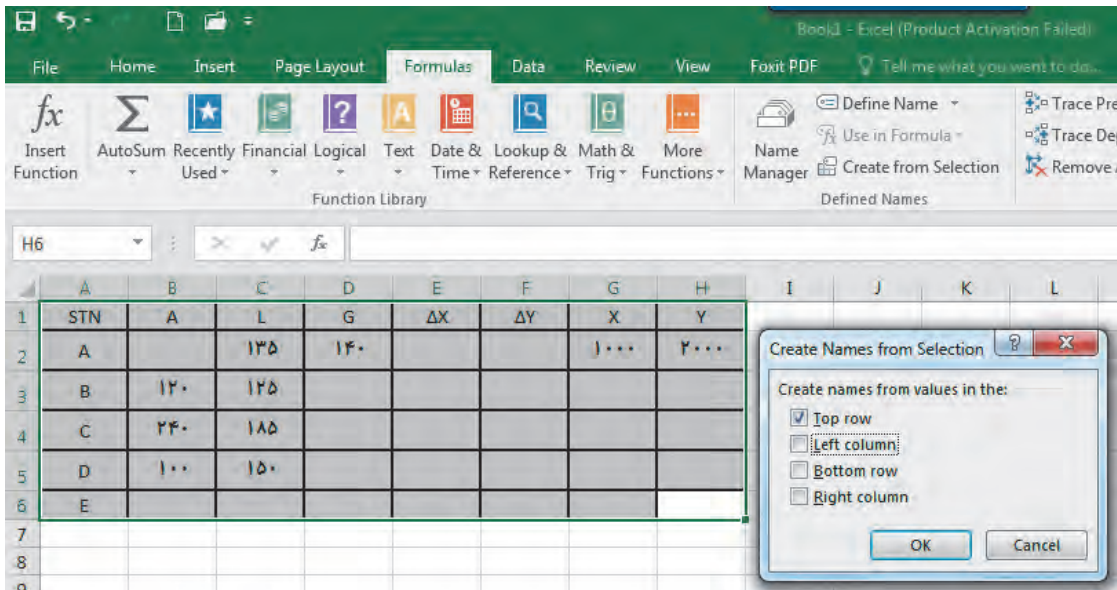 Book1 - Excel (Product Activation Failed)
File Home Insert Page Layout Formulas Data Review View Foxit PDF Tell me what you want to do...
fx Insert Function
AutoSum
Recently Used
Financial
Logical
Text
Date & Time
Lookup & Reference
Math & Trig
More Functions
Function Library
Name Manager
Define Name
Use in Formula
Create from Selection
Defined Names
Trace
Trace
Remove
H6 fx
A B C D E F G H I J K L
1 STN A L G ΔX ΔY X Y
2 A ۱۳۵ ۱۴۰ ۱۰۰۰ ۲۰۰۰
3 B ۱۲۰ ۱۲۵
4 C ۲۴۰ ۱۸۵
5 D ۱۰۰ ۱۵۰
6 E
7
8
Create Names from Selection
Create names from values in the:
Top row
Left column
Bottom row
Right column
OK Cancel